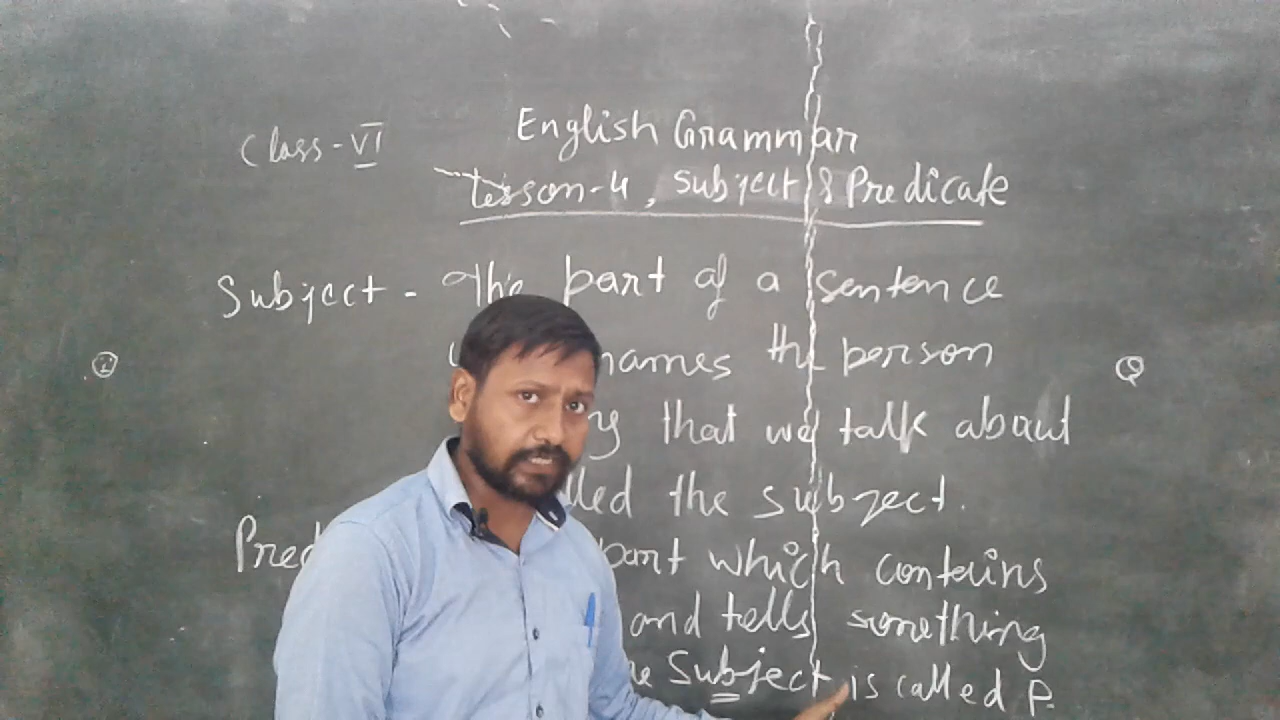 Class - VI
English Grammar
Lesson-4, Subject & Predicate
Subject - The part of a sentence
names the person
that we talk about
the subject.
part which contains
and tells something
Subject is called P.